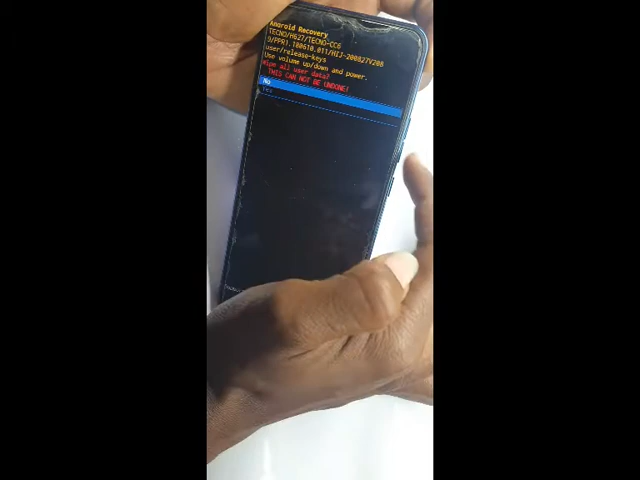 Android Recovery
TECNO/H627/TECNO-CC6
9/PPR1.180610.011/HIJ-200827V208
user/release-keys
Use volume up/down and power.
Wipe all user data?
THIS CAN NOT BE UNDONE!
No
Yes